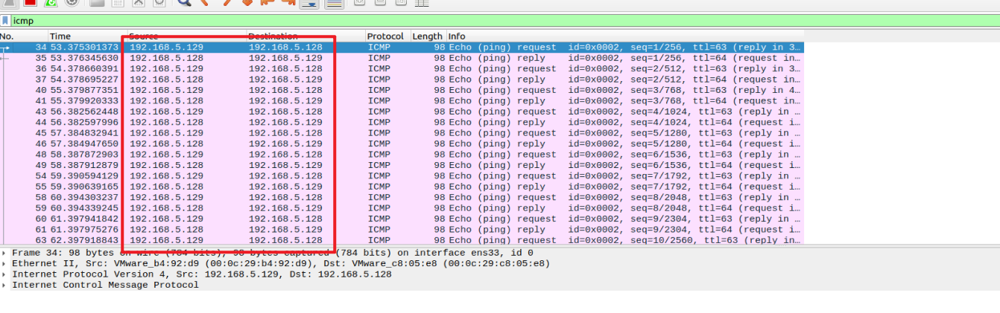 icmp
No. Time Source Destination Protocol Length Info
34 53.375301373 192.168.5.129 192.168.5.128 ICMP 98 Echo (ping) request id=0x0002, seq=1/256, ttl=63 (reply in 3…
35 53.376345630 192.168.5.128 192.168.5.129 ICMP 98 Echo (ping) reply id=0x0002, seq=1/256, ttl=64 (request in…
36 54.378660391 192.168.5.129 192.168.5.128 ICMP 98 Echo (ping) request id=0x0002, seq=2/512, ttl=63 (reply in 3…
37 54.378695227 192.168.5.128 192.168.5.129 ICMP 98 Echo (ping) reply id=0x0002, seq=2/512, ttl=64 (request in…
40 55.379877351 192.168.5.129 192.168.5.128 ICMP 98 Echo (ping) request id=0x0002, seq=3/768, ttl=63 (reply in 4…
41 55.379920333 192.168.5.128 192.168.5.129 ICMP 98 Echo (ping) reply id=0x0002, seq=3/768, ttl=64 (request in…
43 56.382562448 192.168.5.129 192.168.5.128 ICMP 98 Echo (ping) request id=0x0002, seq=4/1024, ttl=63 (reply in …
44 56.382597996 192.168.5.128 192.168.5.129 ICMP 98 Echo (ping) reply id=0x0002, seq=4/1024, ttl=64 (request i…
45 57.384832941 192.168.5.129 192.168.5.128 ICMP 98 Echo (ping) request id=0x0002, seq=5/1280, ttl=63 (reply in …
46 57.384947650 192.168.5.128 192.168.5.129 ICMP 98 Echo (ping) reply id=0x0002, seq=5/1280, ttl=64 (request i…
48 58.387872903 192.168.5.129 192.168.5.128 ICMP 98 Echo (ping) request id=0x0002, seq=6/1536, ttl=63 (reply in …
49 58.387912879 192.168.5.128 192.168.5.129 ICMP 98 Echo (ping) reply id=0x0002, seq=6/1536, ttl=64 (request i…
54 59.390594129 192.168.5.129 192.168.5.128 ICMP 98 Echo (ping) request id=0x0002, seq=7/1792, ttl=63 (reply in …
55 59.390639165 192.168.5.128 192.168.5.129 ICMP 98 Echo (ping) reply id=0x0002, seq=7/1792, ttl=64 (request i…
58 60.394303237 192.168.5.129 192.168.5.128 ICMP 98 Echo (ping) request id=0x0002, seq=8/2048, ttl=63 (reply in …
59 60.394339245 192.168.5.128 192.168.5.129 ICMP 98 Echo (ping) reply id=0x0002, seq=8/2048, ttl=64 (request i…
60 61.397941842 192.168.5.129 192.168.5.128 ICMP 98 Echo (ping) request id=0x0002, seq=9/2304, ttl=63 (reply in …
61 61.397975276 192.168.5.128 192.168.5.129 ICMP 98 Echo (ping) reply id=0x0002, seq=9/2304, ttl=64 (request i…
63 62.397918843 192.168.5.129 192.168.5.128 ICMP 98 Echo (ping) request id=0x0002, seq=10/2560, ttl=63 (reply in…
Frame 34: 98 bytes on wire (784 bits), 98 bytes captured (784 bits) on interface ens33, id 0
Ethernet II, Src: VMware_b4:92:d9 (00:0c:29:b4:92:d9), Dst: VMware_c8:05:e8 (00:0c:29:c8:05:e8)
Internet Protocol Version 4, Src: 192.168.5.129, Dst: 192.168.5.128
Internet Control Message Protocol